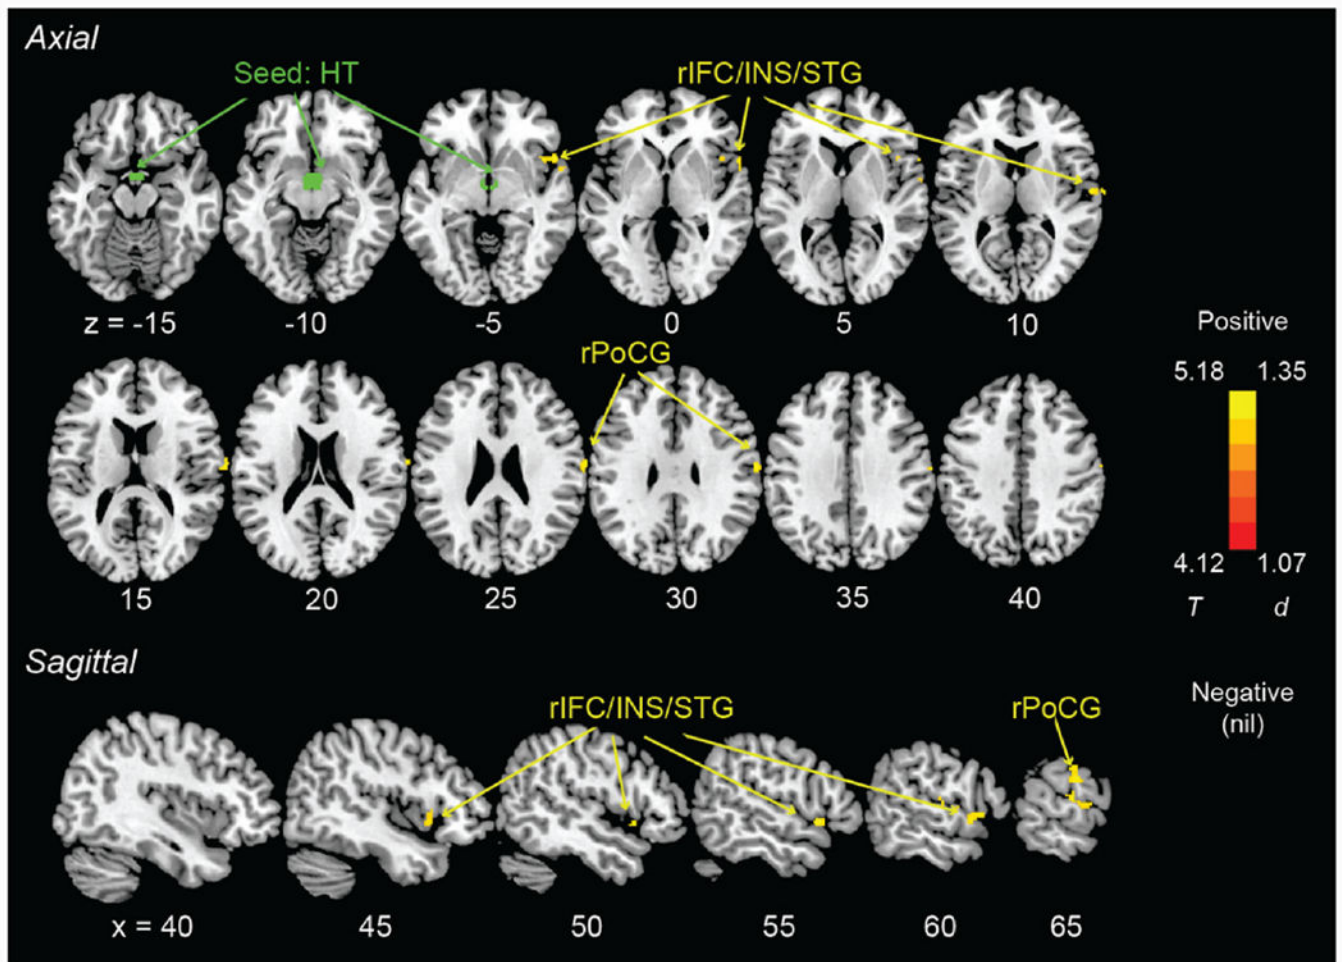 Axial
Seed: HT
rIFC/INS/STG
z = -15
-10
-5
0
5
10
rPoCG
15
20
25
30
35
40
Positive
5.18 1.35
4.12 1.07
T d
Negative
(nil)
Sagittal
rIFC/INS/STG
rPoCG
x = 40
45
50
55
60
65